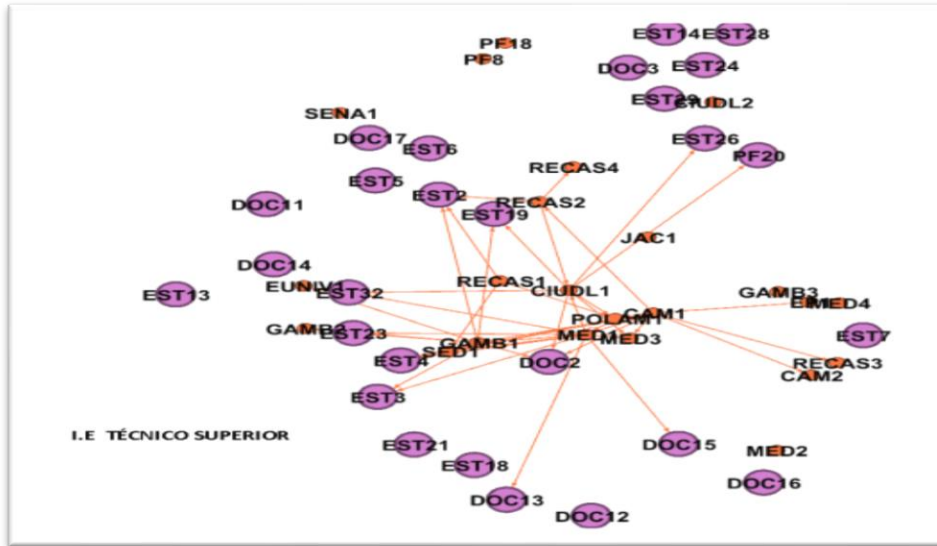 EST14
EST28
PF18
PF8
DOC3
EST24
EST29
CIUDL2
SENA1
DOC17
EST6
EST26
PF20
RECAS4
EST5
EST2
RECAS2
DOC11
EST19
JAC1
DOC14
EUNIV1
EST32
RECAS1
CIUDL1
GAMB3
MED4
EST13
GAMB2
EST23
POLAM1
CAM1
MED1
MED3
GAMB1
SED1
EST4
DOC2
EST7
RECAS3
CAM2
EST3
I.E TÉCNICO SUPERIOR
EST21
DOC15
MED2
EST18
DOC16
DOC13
DOC12